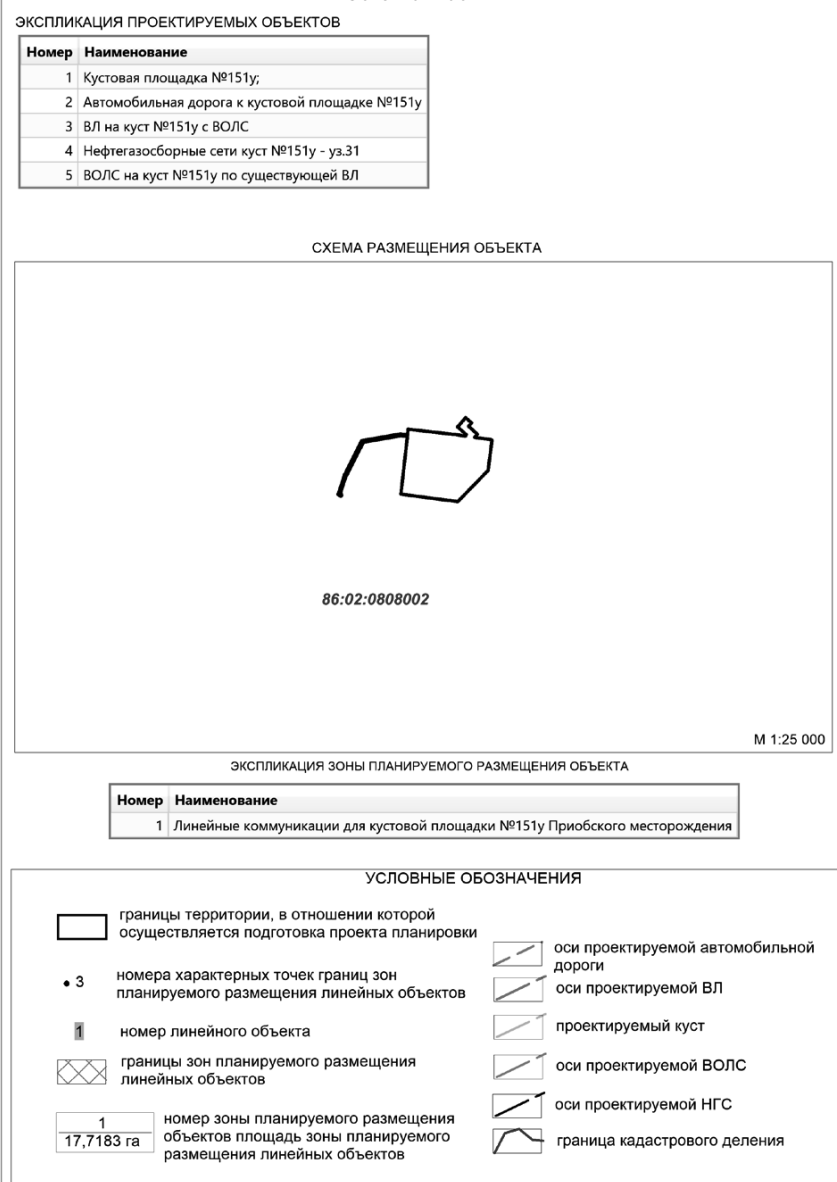 ЭКСПЛИКАЦИЯ ПРОЕКТИРУЕМЫХ ОБЪЕКТОВ
Номер Наименование
1 Кустовая площадка №151у;
2 Автомобильная дорога к кустовой площадке №151у
3 ВЛ на куст №151у с ВОЛС
4 Нефтегазосборные сети куст №151у - уз.31
5 ВОЛС на куст №151у по существующей ВЛ
СХЕМА РАЗМЕЩЕНИЯ ОБЪЕКТА
86:02:0808002
М 1:25 000
ЭКСПЛИКАЦИЯ ЗОНЫ ПЛАНИРУЕМОГО РАЗМЕЩЕНИЯ ОБЪЕКТА
Номер Наименование
1 Линейные коммуникации для кустовой площадки №151у Приобского месторождения
УСЛОВНЫЕ ОБОЗНАЧЕНИЯ
границы территории, в отношении которой
осуществляется подготовка проекта планировки
3 номера характерных точек границ зон
планируемого размещения линейных объектов
1 номер линейного объекта
границы зон планируемого размещения
линейных объектов
1
17,7183 га
номер зоны планируемого размещения
объектов площадь зоны планируемого
размещения линейных объектов
оси проектируемой автомобильной
дороги
оси проектируемой ВЛ
проектируемый куст
оси проектируемой ВОЛС
оси проектируемой НГС
граница кадастрового деления